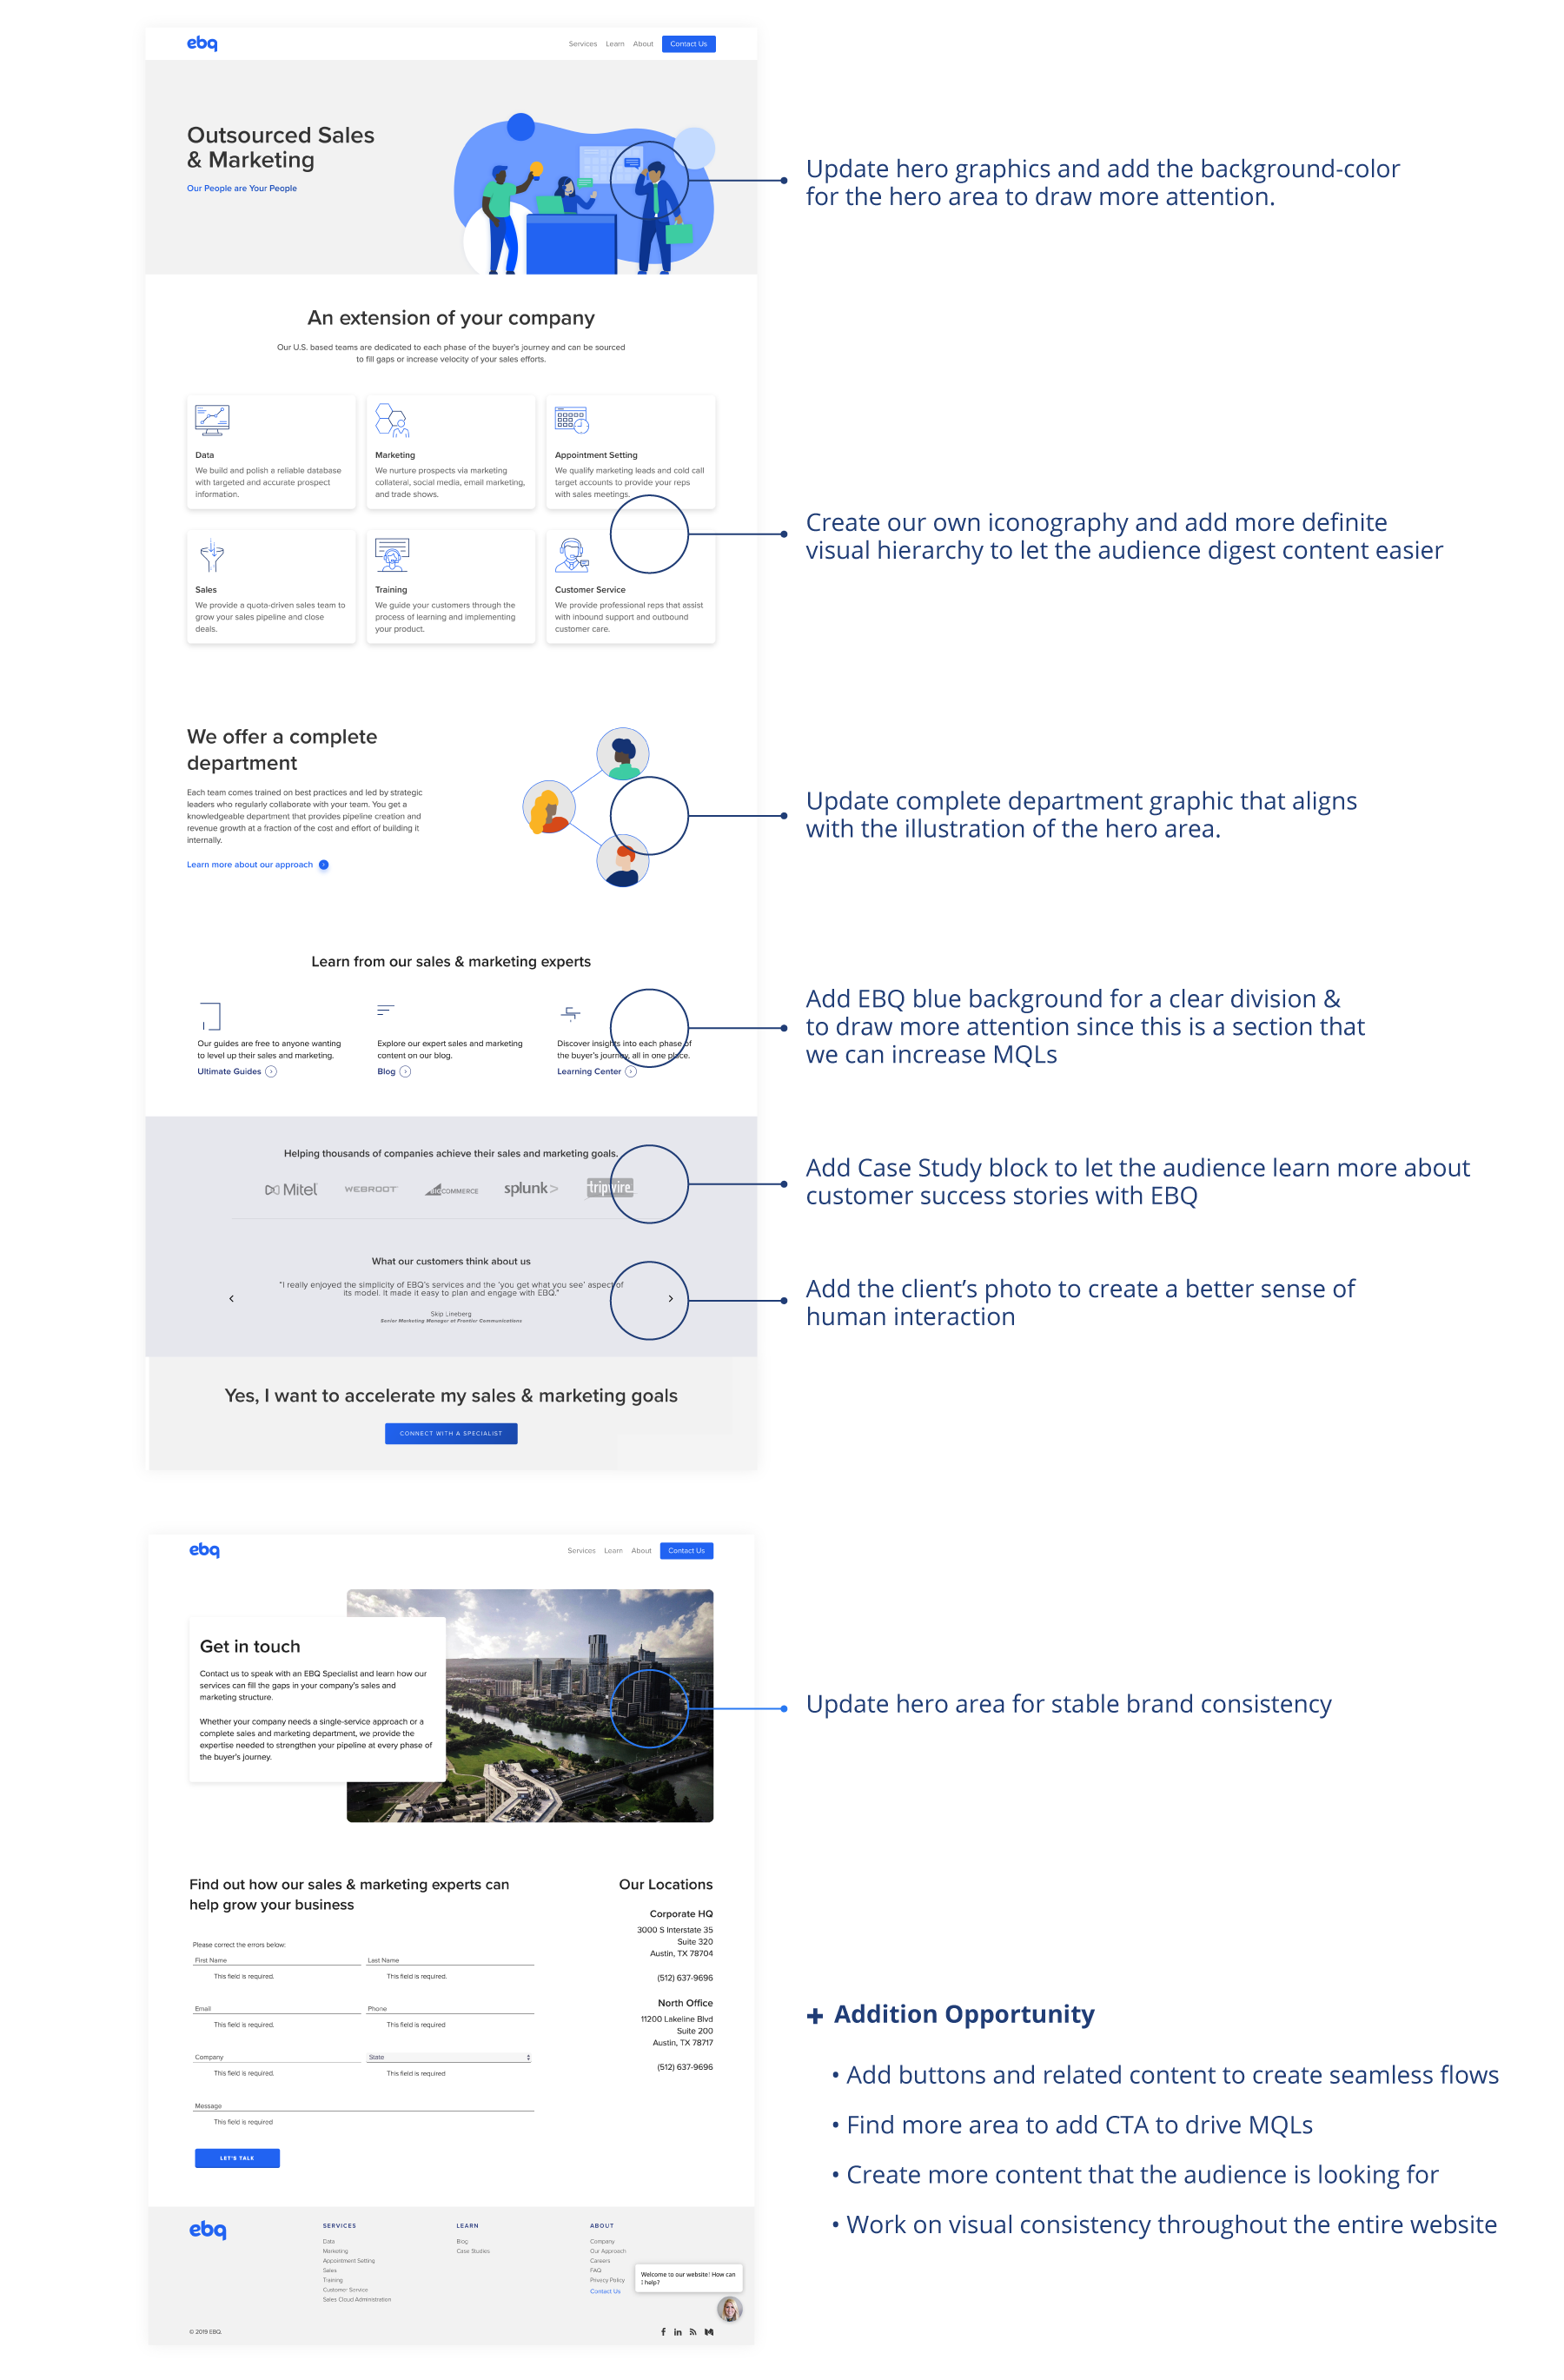 ebq
Services Learn About Contact Us
Outsourced Sales
& Marketing
Our People are Your People
Update hero graphics and add the background-color
for the hero area to draw more attention.
An extension of your company
Our U.S. based teams are dedicated to each phase of the buyer's journey and can be sourced
to fill gaps or increase velocity of your sales efforts.
Data
We build and polish a reliable database
with targeted and accurate prospect
information.
Marketing
We nurture prospects via marketing
collateral, social media, email marketing,
and trade shows.
Appointment Setting
We qualify marketing leads and cold call
target accounts to provide your reps
with sales meetings.
Create our own iconography and add more definite
visual hierarchy to let the audience digest content easier
Sales
We provide a quota-driven sales team to
grow your sales pipeline and close
deals.
Training
We guide your customers through the
process of learning and implementing
your product.
Customer Service
We provide professional reps that assist
with inbound support and outbound
customer care.
We offer a complete
department
Each team comes trained on best practices and led by strategic
leaders who regularly collaborate with your team. You get a
knowledgeable department that provides pipeline creation and
revenue growth at a fraction of the cost and effort of building it
internally.
Learn more about our approach
Update complete department graphic that aligns
with the illustration of the hero area.
Learn from our sales & marketing experts
Our guides are free to anyone wanting
to level up their sales and marketing.
Ultimate Guides
Explore our expert sales and marketing
content on our blog.
Blog
Discover insights into each phase of
the buyer's journey, all in one place.
Learning Center
Add EBQ blue background for a clear division &
to draw more attention since this is a section that
we can increase MQLs
Helping thousands of companies achieve their sales and marketing goals.
Mitel WEBROOT BIGCOMMERCE splunk> tripwire
Add Case Study block to let the audience learn more about
customer success stories with EBQ
What our customers think about us
"I really enjoyed the simplicity of EBQ's services and the 'you get what you see' aspect of
its model. It made it easy to plan and engage with EBQ."
Skip Lineberg
Senior Marketing Manager at Frontier Communications
Add the client's photo to create a better sense of
human interaction
Yes, I want to accelerate my sales & marketing goals
CONNECT WITH A SPECIALIST
ebq
Services Learn About Contact Us
Get in touch
Contact us to speak with an EBQ Specialist and learn how our
services can fill the gaps in your company's sales and
marketing structure.
Whether your company needs a single-service approach or a
complete sales and marketing department, we provide the
expertise needed to strengthen your pipeline at every phase of
the buyer's journey.
Update hero area for stable brand consistency
Find out how our sales & marketing experts can
help grow your business
Please correct the errors below:
First Name Last Name
This field is required. This field is required.
Email Phone
This field is required. This field is required
Company State
This field is required. This field is required
Message
This field is required
LET'S TALK
Our Locations
Corporate HQ
3000 S Interstate 35
Suite 320
Austin, TX 78704
(512) 637-9696
North Office
11200 Lakeline Blvd
Suite 200
Austin, TX 78717
(512) 637-9696
+ Addition Opportunity
• Add buttons and related content to create seamless flows
• Find more area to add CTA to drive MQLs
• Create more content that the audience is looking for
• Work on visual consistency throughout the entire website
ebq
SERVICES
Data
Marketing
Appointment Setting
Sales
Training
Customer Service
Sales Cloud Administration
LEARN
Blog
Case Studies
ABOUT
Company
Our Approach
Careers
FAQ
Privacy Policy
Contact Us
Welcome to our website! How can
I help?
© 2019 EBQ.
f in